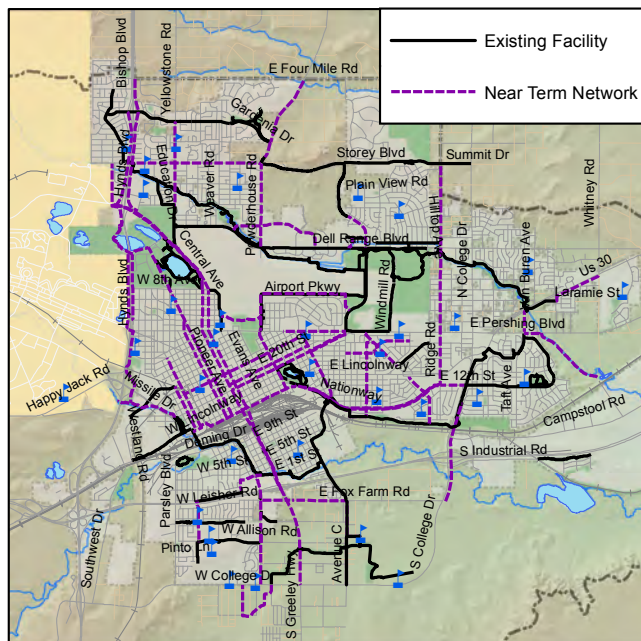 Existing Facility
Near Term Network
Bishop Blvd
Yellowstone Rd
E Four Mile Rd
Gardenia Dr
Storey Blvd
Summit Dr
Education Dr
Weaver Rd
Powderhouse Rd
Plain View Rd
Hynds Blvd
Hilltop Ave
Whitney Rd
Dell Range Blvd
N College Dr
Van Buren Ave
Us 30
Central Ave
W 8th Ave
Airport Pkwy
Windmill Rd
Laramie St
Hynds Blvd
E Pershing Blvd
Pioneer Ave
Evans Ave
E 20th St
E Lincolnway
Ridge Rd
E 12th St
Happy Jack Rd
Missile Dr
Nationway
Taft Ave
W Lincolnway
Campstool Rd
Westland Rd
Deming Dr
E 9th St
E 5th St
E 1st St
W 5th St
S Industrial Rd
Parsley Blvd
W Leisher Rd
E Fox Farm Rd
Southwest Dr
W Allison Rd
Pinto Ln
Avenue C
S College Dr
W College Dr
S Greeley Hwy